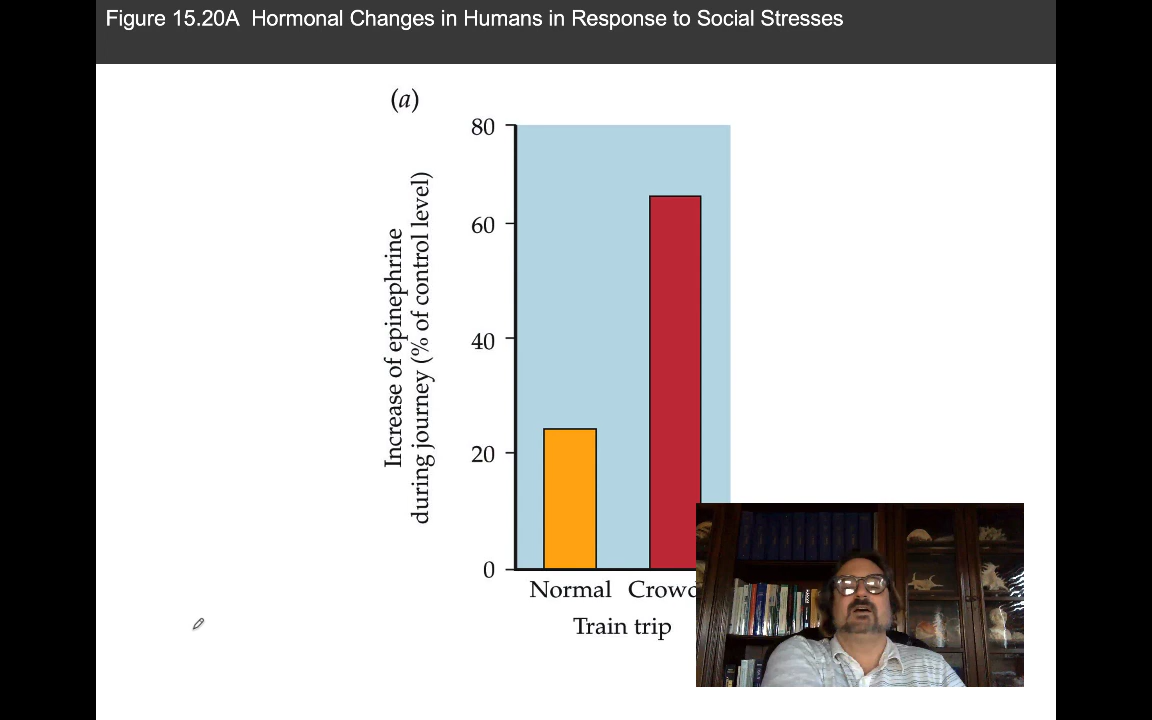 Figure 15.20A Hormonal Changes in Humans in Response to Social Stresses
(a)
Increase of epinephrine
during journey (% of control level)
80
60
40
20
0
Normal
Train trip